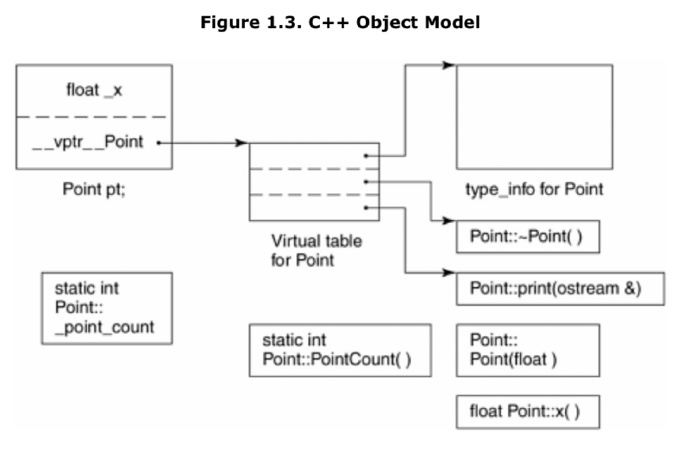 Figure 1.3. C++ Object Model
float _x
__vptr__Point
Point pt;
Virtual table
for Point
type_info for Point
Point::~Point( )
Point::print(ostream &)
static int
Point::
_point_count
static int
Point::PointCount( )
Point::
Point(float )
float Point::x( )